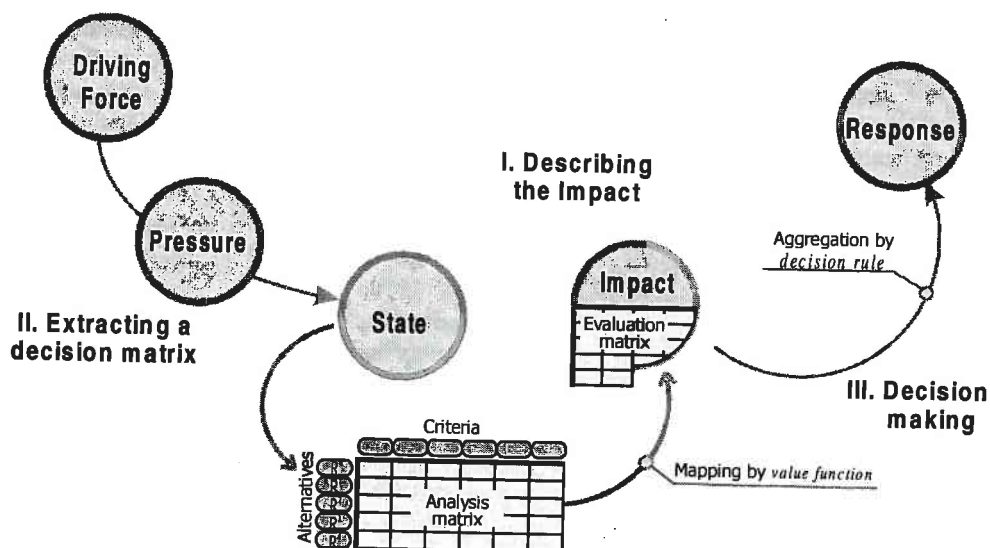 Driving
Force
Pressure
II. Extracting a
decision matrix
State
I. Describing
the Impact
Impact
Evaluation
matrix
Response
Aggregation by
decision rule
III. Decision
making
Mapping by value function
Criteria
Alternatives
Analysis
matrix